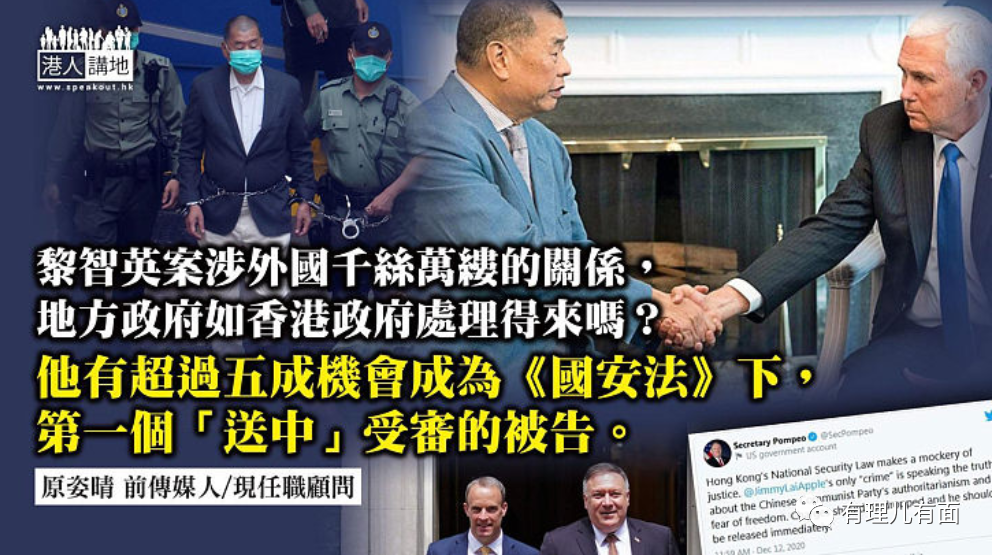 港人講地
www.speakout.hk
黎智英案涉外國千絲萬縷的關係，
地方政府如香港政府處理得來嗎？
他有超過五成機會成為《國安法》下，
第一個「送中」受審的被告。
原姿晴 前傳媒人/現任職顧問
Secretary Pompeo @SecPompeo
US government account
Hong Kong's National Security Law makes a mockery of
justice. @JimmyLaiApple's only "crime" is speaking the truth
about the Chinese Communist Party's authoritarianism and
fear of freedom. should be dropped and he should
be released immediately.
11:59 AM - Dec 12, 2020
有理儿有面